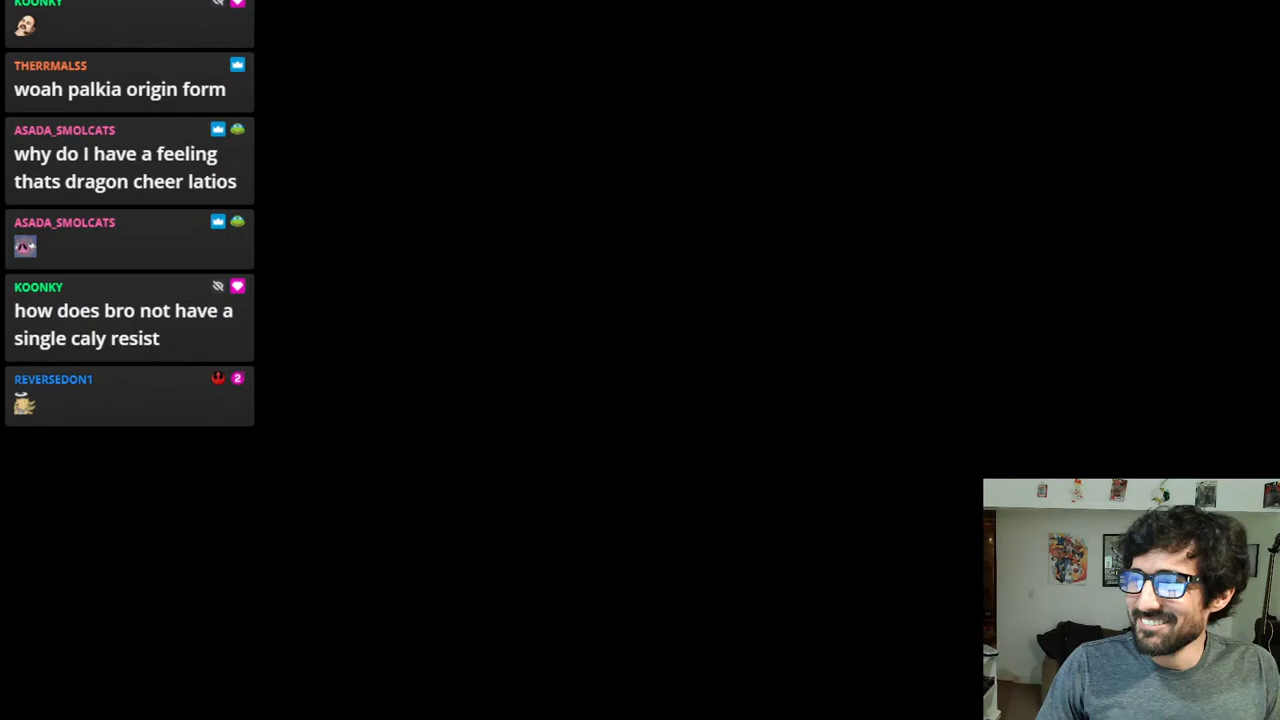 KOONKY
THERRMALSS
woah palkia origin form
ASADA_SMOLCATS
why do I have a feeling
thats dragon cheer latios
ASADA_SMOLCATS
KOONKY
how does bro not have a
single caly resist
REVERSEDON1
2